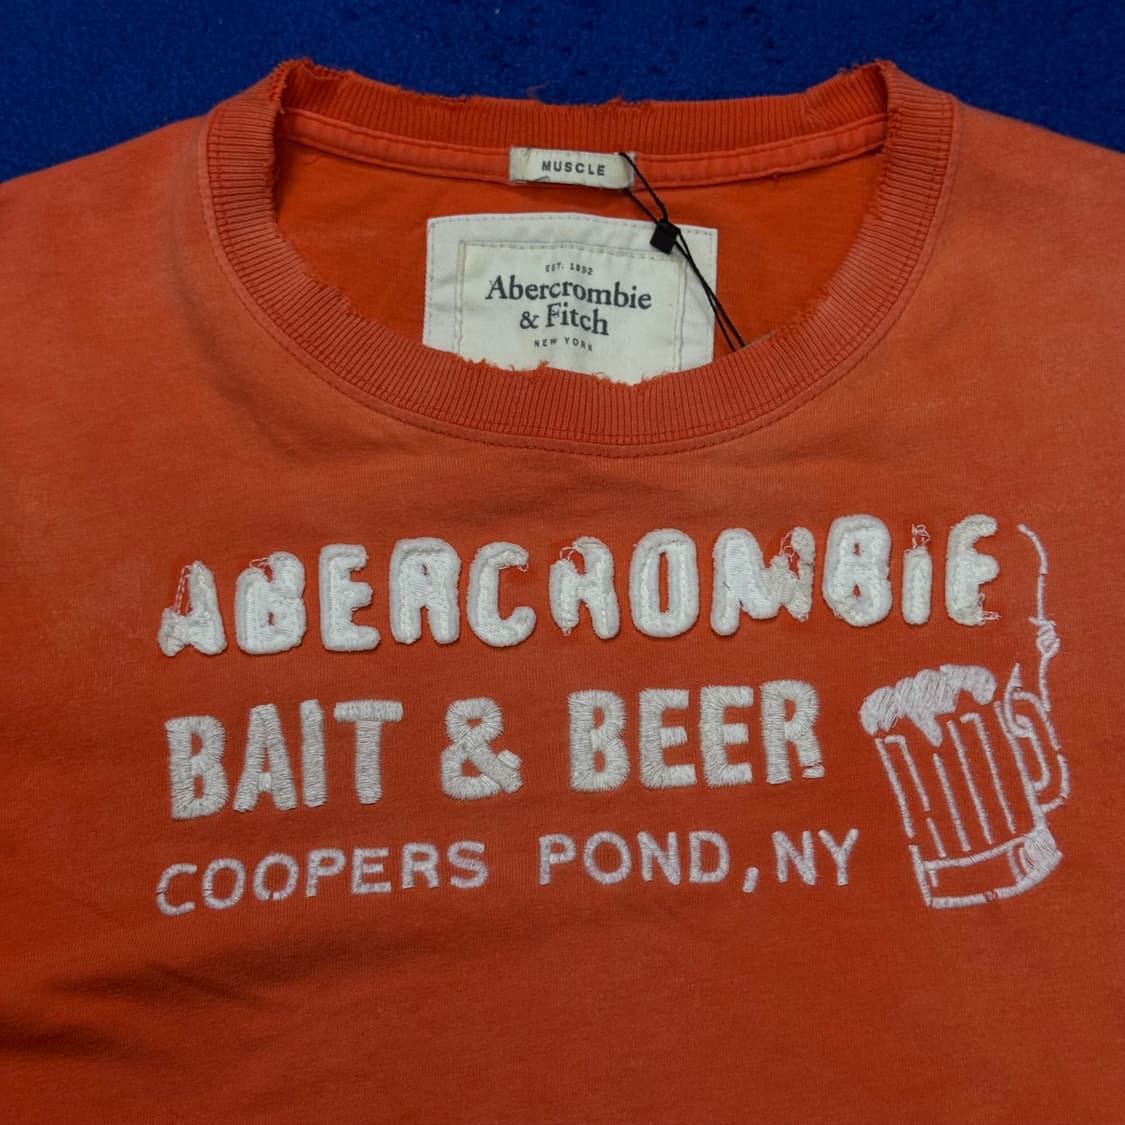 MUSCLE
EST. 1892
Abercrombie
& Fitch
NEW YORK
ABERCROMBIE
BAIT & BEER
COOPERS POND, NY